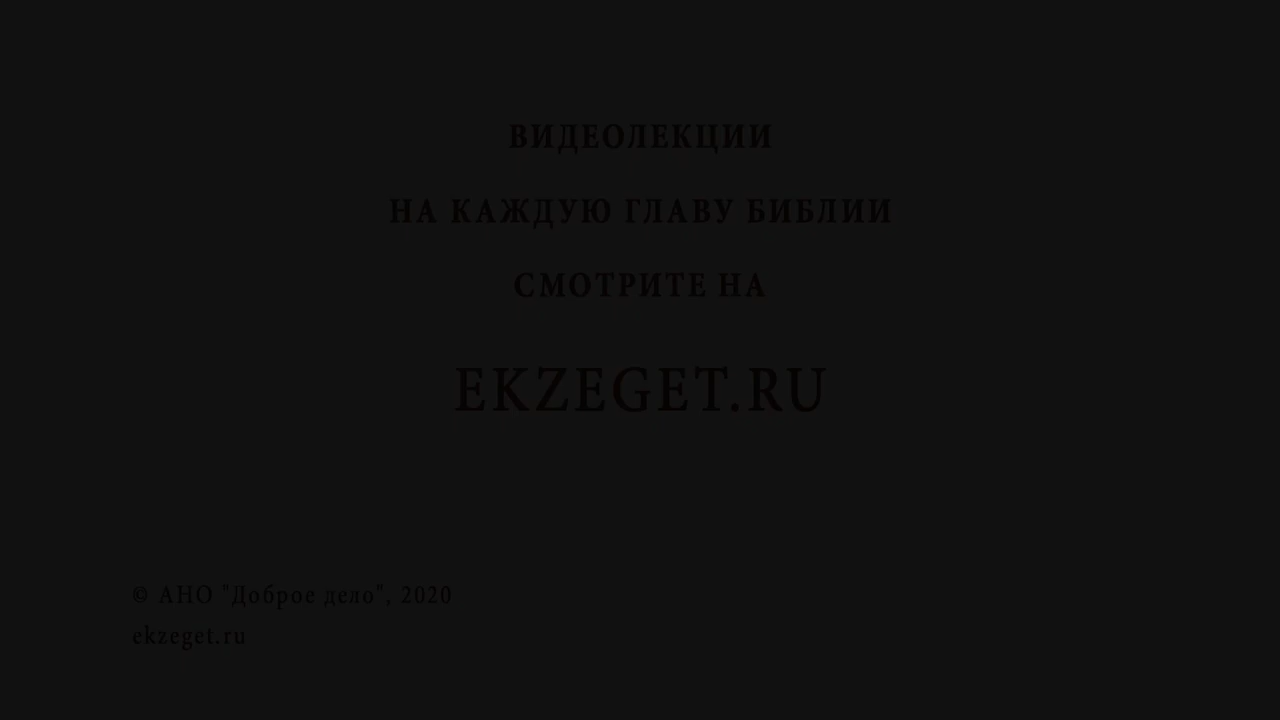 ВИДЕОЛЕКЦИИ
НА КАЖДУЮ ГЛАВУ БИБЛИИ
СМОТРИТЕ НА
EKZEGET.RU
© АНО "Доброе дело", 2020
ekzeget.ru